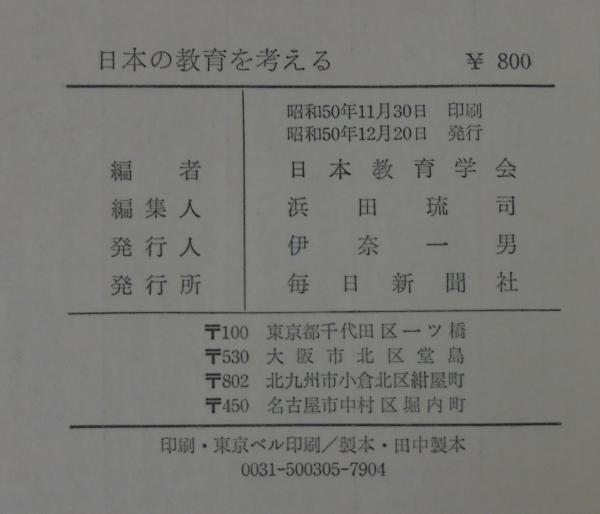 日本の教育を考える ¥ 800
昭和50年11月30日 印刷
昭和50年12月20日 発行
編者 日本教育学会
編集人 浜田琉司
発行人 伊奈一男
発行所 毎日新聞社
〒100 東京都千代田区一ツ橋
〒530 大阪市北区堂島
〒802 北九州市小倉北区紺屋町
〒450 名古屋市中村区堀内町
印刷・東京ベル印刷/製本・田中製本
0031-500305-7904